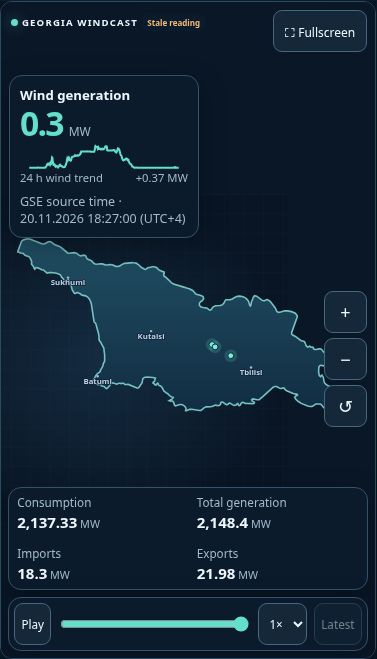 GEORGIA WINDCAST Stale reading
Fullscreen
Wind generation
0.3 MW
24 h wind trend +0.37 MW
GSE source time ·
20.11.2026 18:27:00 (UTC+4)
Sukhumi
Kutaisi
Tbilisi
Batumi
+
−
↺
Consumption Total generation
2,137.33 MW 2,148.4 MW
Imports Exports
18.3 MW 21.98 MW
Play 1× Latest